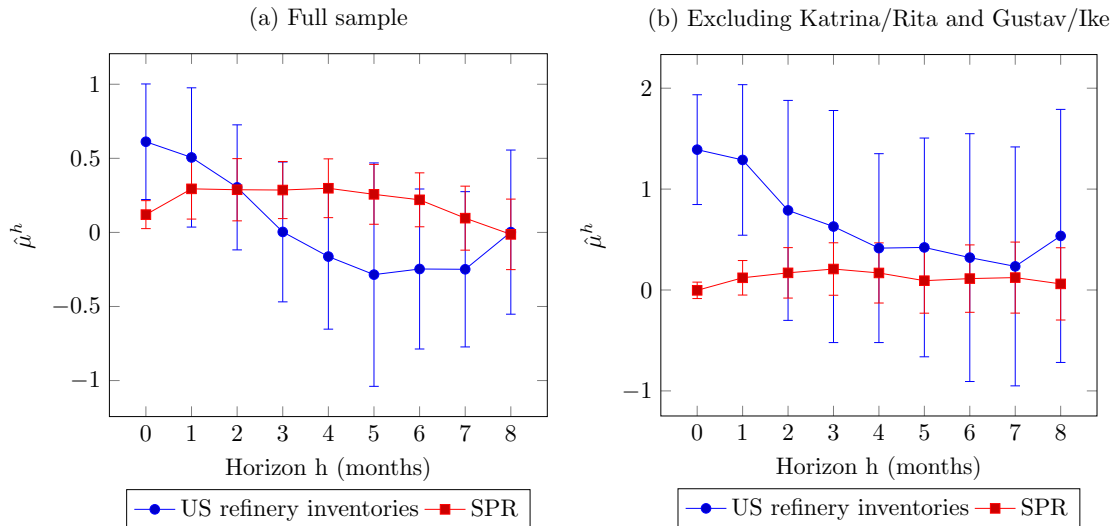 (a) Full sample
1
0.5
0
−0.5
−1
μ̂ʰ
0 1 2 3 4 5 6 7 8
Horizon h (months)
US refinery inventories SPR
(b) Excluding Katrina/Rita and Gustav/Ike
2
1
0
−1
μ̂ʰ
0 1 2 3 4 5 6 7 8
Horizon h (months)
US refinery inventories SPR